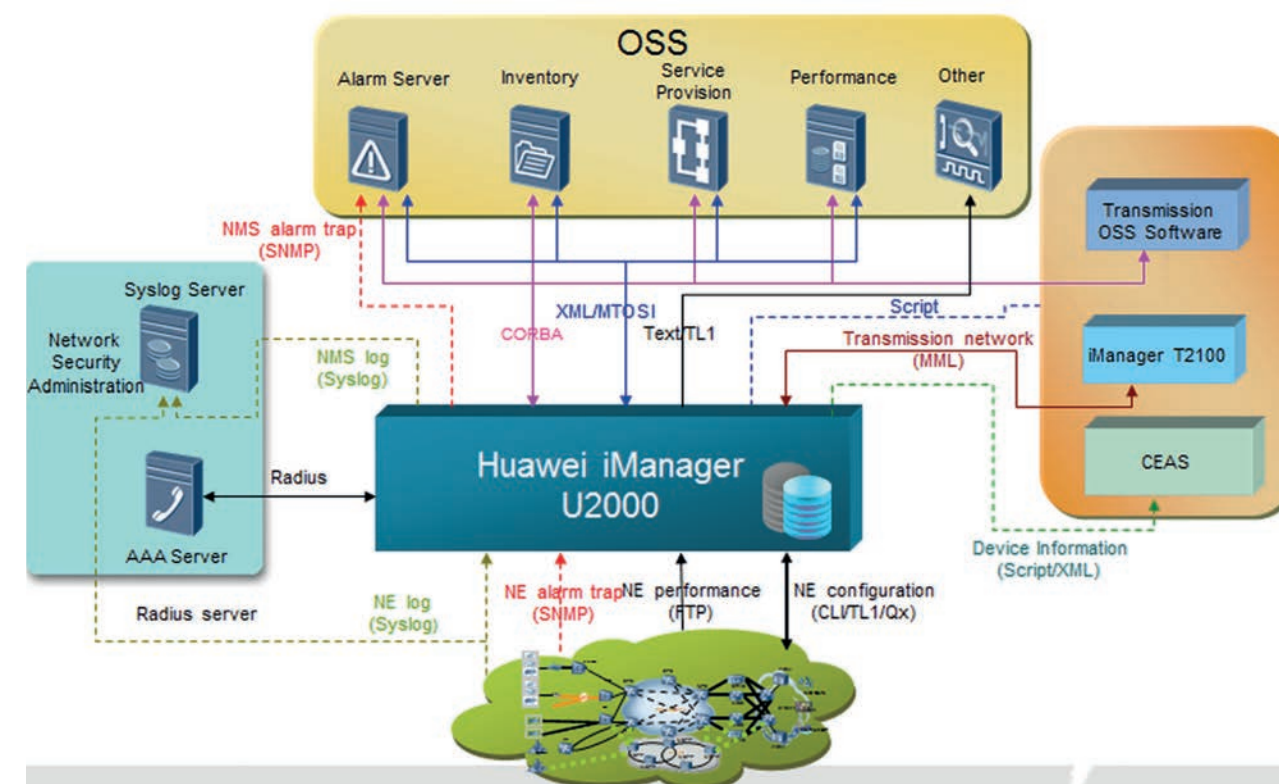 OSS
Alarm Server
Inventory
Service
Provision
Performance
Other
NMS alarm trap
(SNMP)
Transmission
OSS Software
Syslog Server
Network
Security
Administration
NMS log
(Syslog)
CORBA
XML/MTOSI
Text/TL1
Script
Transmission network
(MML)
iManager T2100
CEAS
Huawei iManager
U2000
Radius
AAA Server
Radius server
Device Information
(Script/XML)
NE log
(Syslog)
NE alarm trap
(SNMP)
NE performance
(FTP)
NE configuration
(CLI/TL1/Qx)